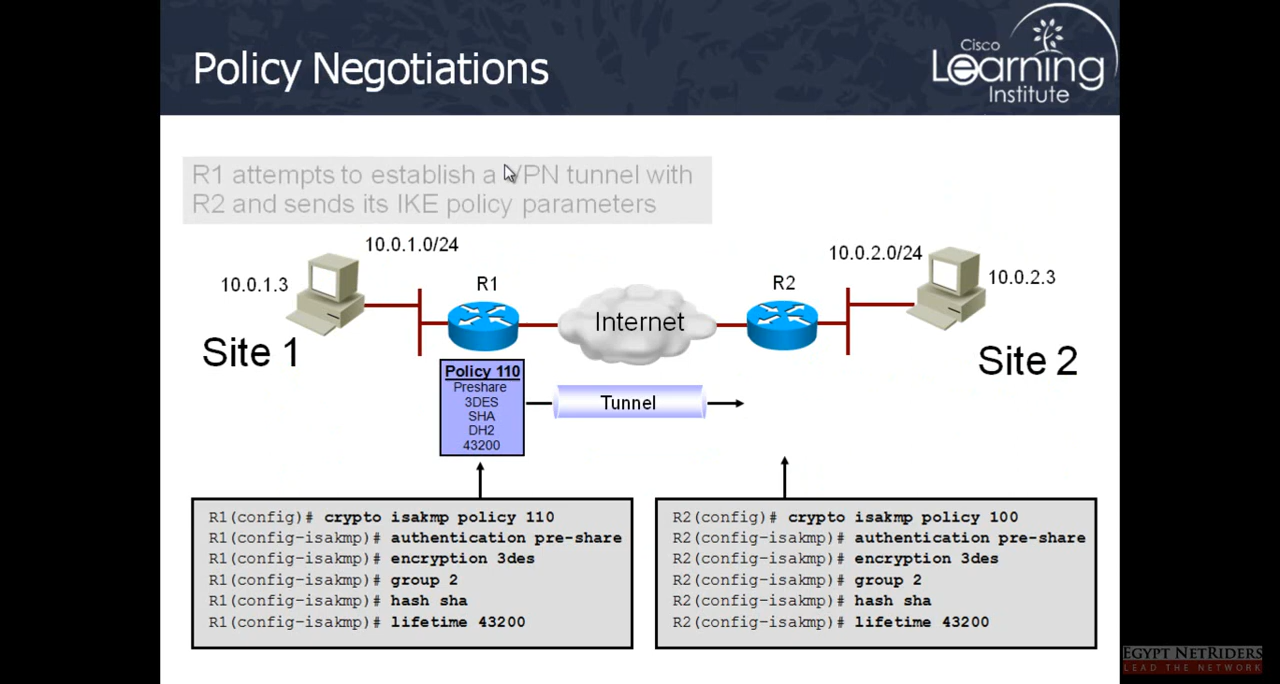 Policy Negotiations
Cisco
Learning
Institute
R1 attempts to establish a VPN tunnel with
R2 and sends its IKE policy parameters
10.0.1.0/24
10.0.1.3
R1
Site 1
Internet
R2
10.0.2.0/24
10.0.2.3
Site 2
Policy 110
Preshare
3DES
SHA
DH2
43200
Tunnel
R1(config)# crypto isakmp policy 110
R1(config-isakmp)# authentication pre-share
R1(config-isakmp)# encryption 3des
R1(config-isakmp)# group 2
R1(config-isakmp)# hash sha
R1(config-isakmp)# lifetime 43200
R2(config)# crypto isakmp policy 100
R2(config-isakmp)# authentication pre-share
R2(config-isakmp)# encryption 3des
R2(config-isakmp)# group 2
R2(config-isakmp)# hash sha
R2(config-isakmp)# lifetime 43200
EGYPT NETRIDERS
LEAD THE NETWORK